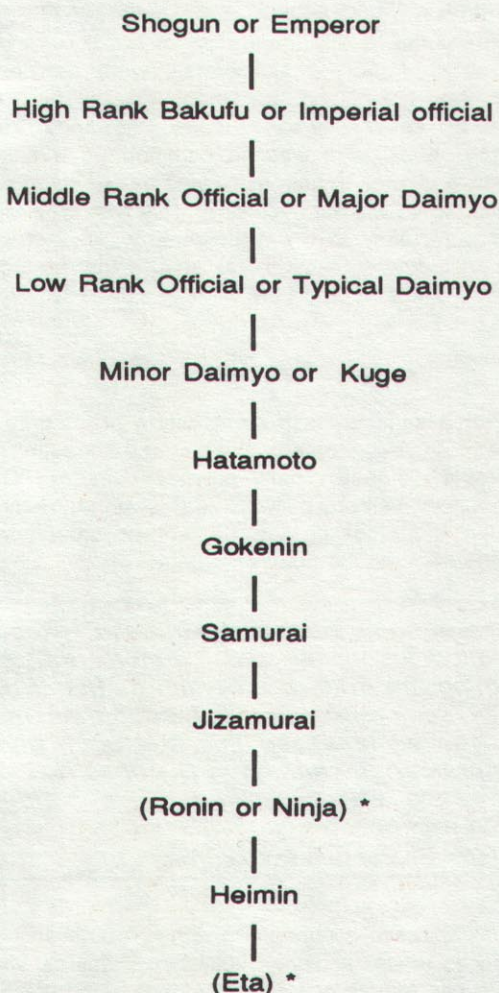 Shogun or Emperor
High Rank Bakufu or Imperial official
Middle Rank Official or Major Daimyo
Low Rank Official or Typical Daimyo
Minor Daimyo or Kuge
Hatamoto
Gokenin
Samurai
Jizamurai
(Ronin or Ninja) *
Heimin
(Eta) *